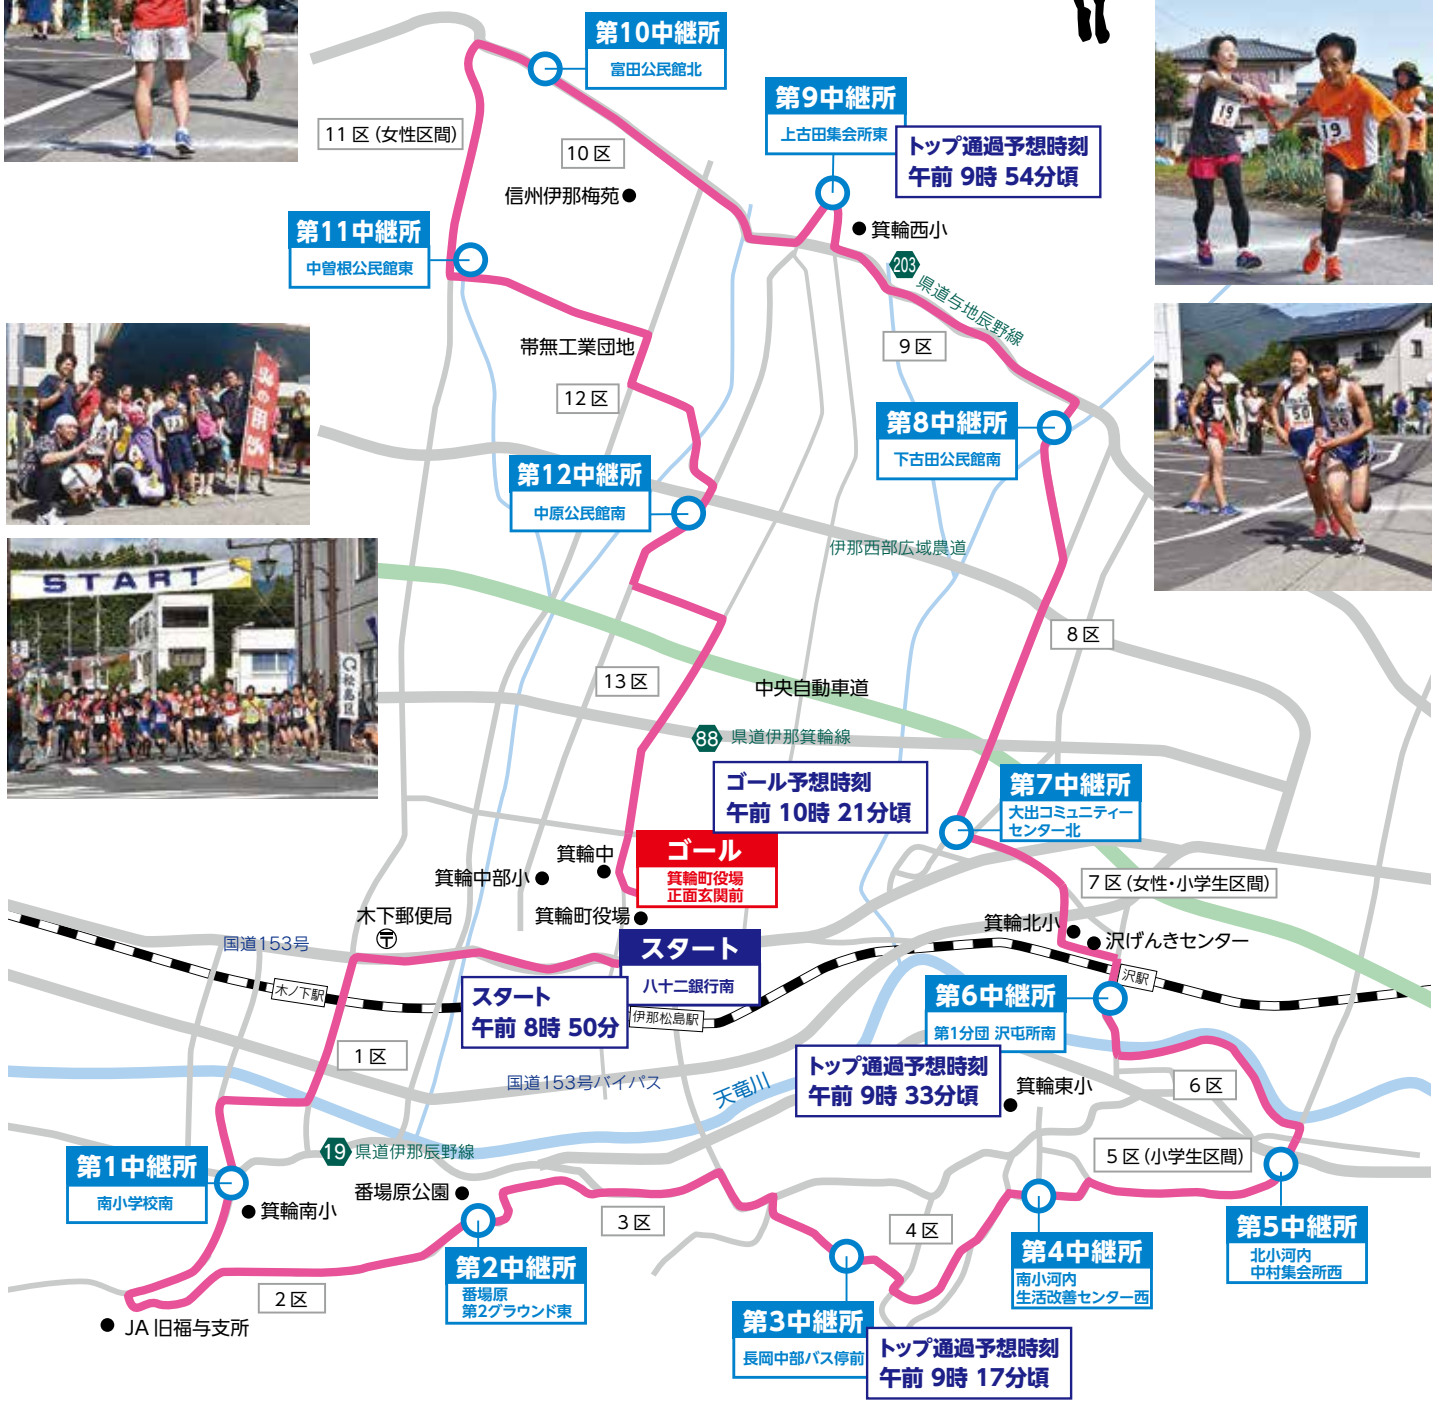 第10中継所
富田公民館北
11区(女性区間)
10区
第9中継所
上古田集会所東
トップ通過予想時刻
午前 9時 54分頃
19
19
信州伊那梅苑
箕輪西小
203
県道与地辰野線
第11中継所
中曽根公民館東
帯無工業団地
9区
12区
火の用心
第8中継所
下古田公民館南
50
59
第12中継所
中原公民館南
伊那西部広域農道
START
8区
松島区
13区
中央自動車道
88
県道伊那箕輪線
ゴール予想時刻
午前 10時 21分頃
第7中継所
大出コミュニティー
センター北
ゴール
箕輪町役場
正面玄関前
箕輪中
箕輪中部小
箕輪町役場
7区(女性・小学生区間)
木下郵便局
〒
国道153号
箕輪北小
沢げんきセンター
スタート
八十二銀行南
木ノ下駅
沢駅
スタート
午前 8時 50分
伊那松島駅
第6中継所
第1分団 沢屯所南
1区
トップ通過予想時刻
午前 9時 33分頃
国道153号バイパス
天竜川
箕輪東小
6区
19
県道伊那辰野線
5区(小学生区間)
第1中継所
南小学校南
番場原公園
箕輪南小
3区
4区
第2中継所
番場原
第2グラウンド東
第4中継所
南小河内
生活改善センター西
第5中継所
北小河内
中村集会所西
2区
JA旧福与支所
第3中継所
長岡中部バス停前
トップ通過予想時刻
午前 9時 17分頃